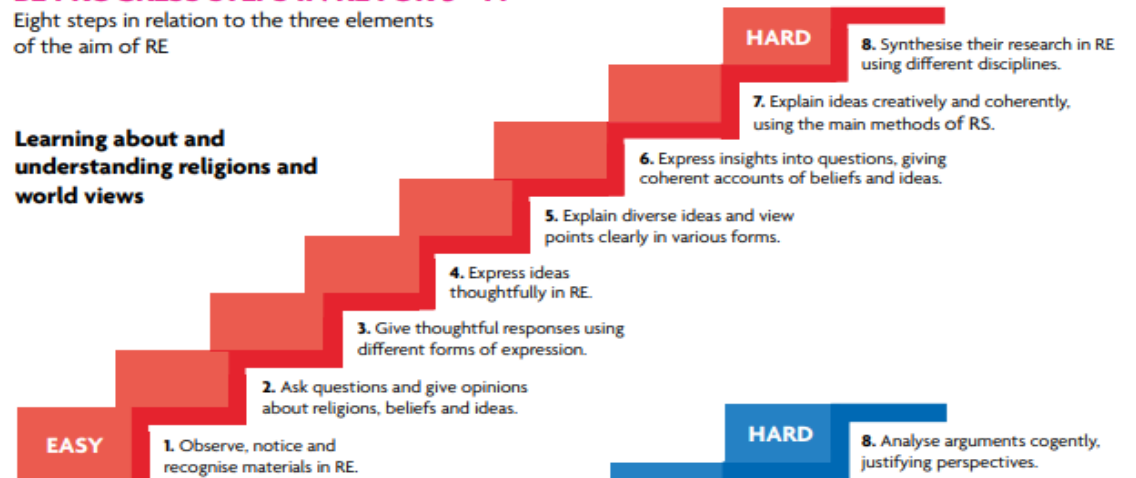 Eight steps in relation to the three elements
of the aim of RE
Learning about and
understanding religions and
world views
HARD
8. Synthesise their research in RE
using different disciplines.
7. Explain ideas creatively and coherently,
using the main methods of RS.
6. Express insights into questions, giving
coherent accounts of beliefs and ideas.
5. Explain diverse ideas and view
points clearly in various forms.
4. Express ideas
thoughtfully in RE.
3. Give thoughtful responses using
different forms of expression.
2. Ask questions and give opinions
about religions, beliefs and ideas.
EASY
1. Observe, notice and
recognise materials in RE.
HARD
8. Analyse arguments cogently,
justifying perspectives.